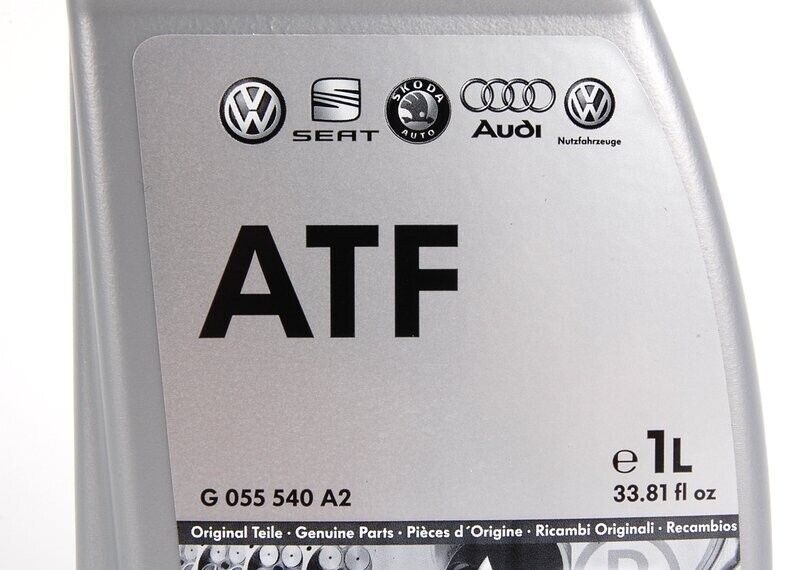 SEAT
ŠKODA
AUTO
Audi
Nutzfahrzeuge
ATF
e 1L
G 055 540 A2
33.81 fl oz
Original Teile · Genuine Parts · Pièces d´Origine · Ricambi Originali · Recambios